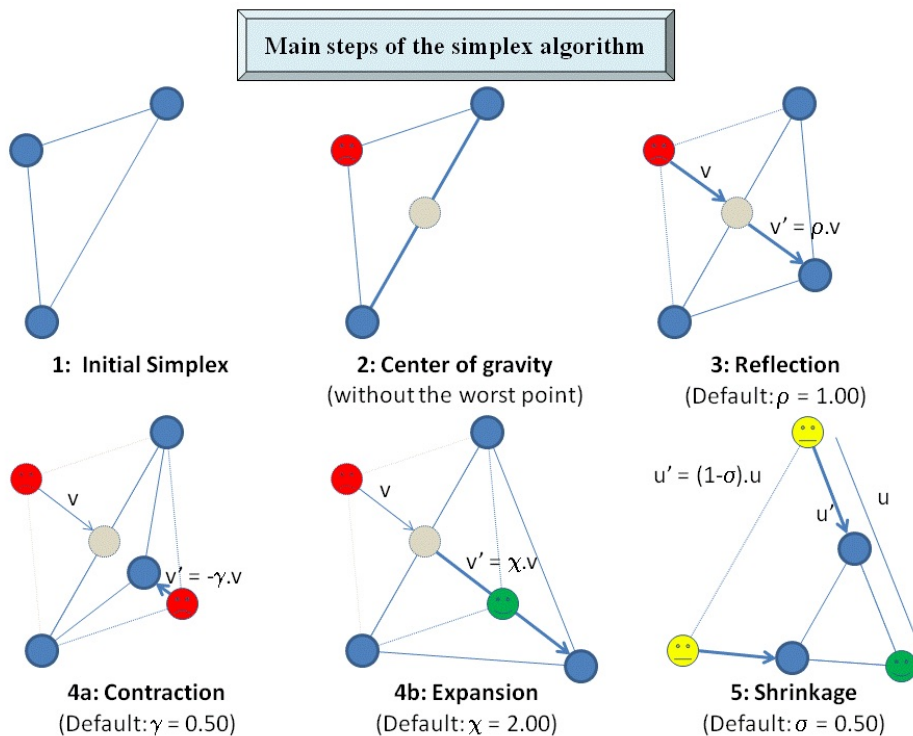 Main steps of the simplex algorithm
1: Initial Simplex
2: Center of gravity
(without the worst point)
v
v' = ρ.v
3: Reflection
(Default: ρ = 1.00)
v
v' = -γ.v
4a: Contraction
(Default: γ = 0.50)
v
v' = χ.v
4b: Expansion
(Default: χ = 2.00)
u' = (1-σ).u
u
u'
5: Shrinkage
(Default: σ = 0.50)